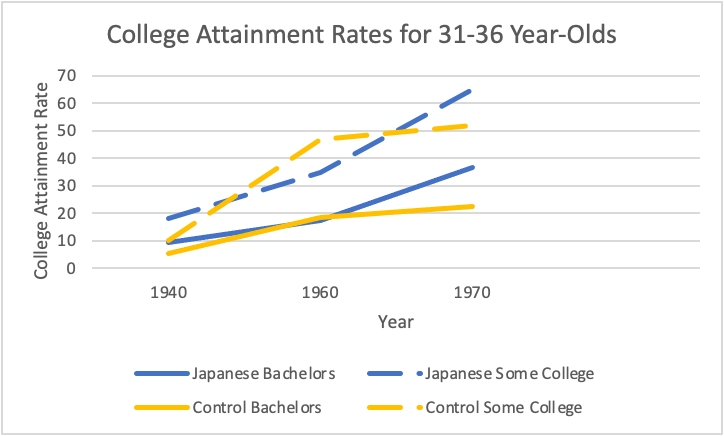 College Attainment Rates for 31-36 Year-Olds
College Attainment Rate
70
60
50
40
30
20
10
0
1940 1960 1970
Year
Japanese Bachelors Japanese Some College
Control Bachelors Control Some College